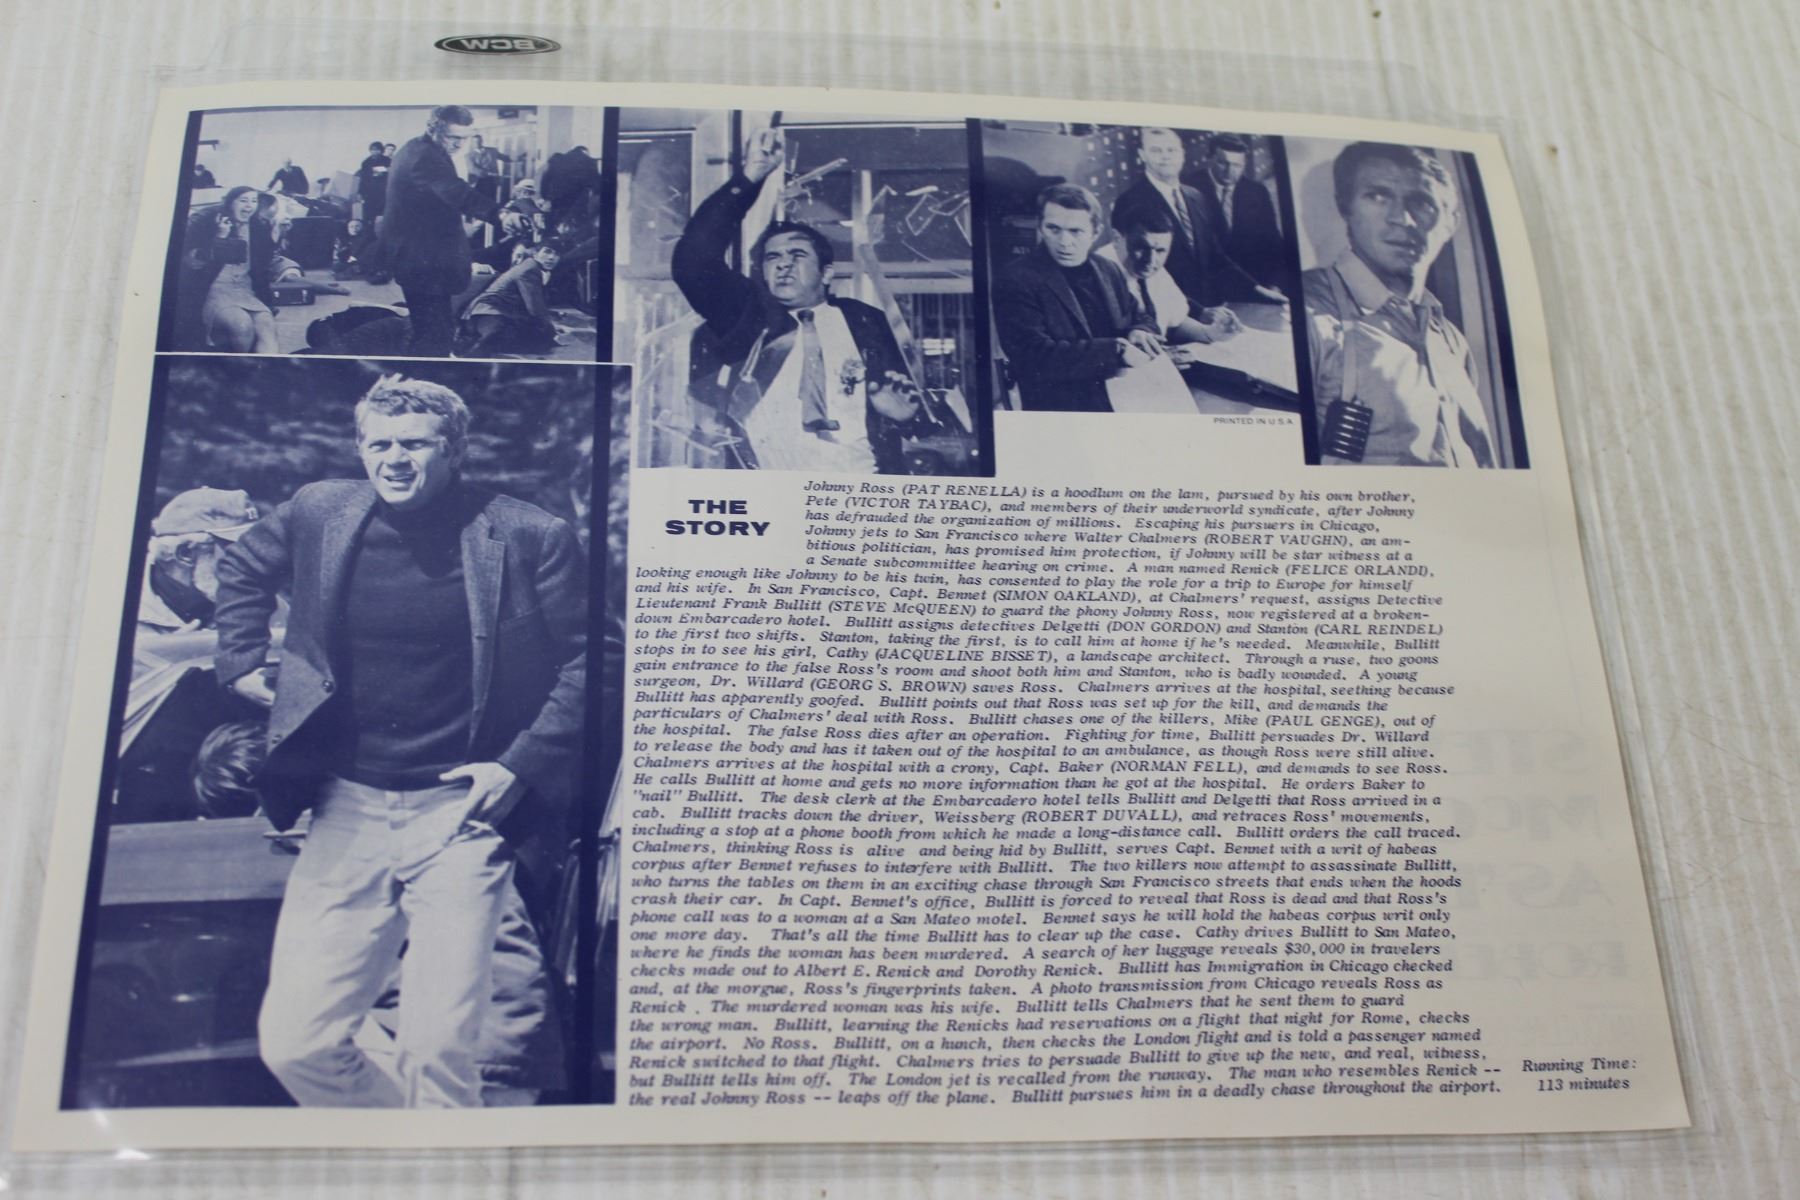 BCW
PRINTED IN U.S.A.
THE
STORY
Johnny Ross (PAT RENELLA) is a hoodlum on the lam, pursued by his own brother,
Pete (VICTOR TAYBAC), and members of their underworld syndicate, after Johnny
has defrauded the organization of millions. Escaping his pursuers in Chicago,
Johnny jets to San Francisco where Walter Chalmers (ROBERT VAUGHN), an am-
bitious politician, has promised him protection, if Johnny will be star witness at a
a Senate subcommittee hearing on crime. A man named Renick (FELICE ORLANDI),
looking enough like Johnny to be his twin, has consented to play the role for a trip to Europe for himself
and his wife. In San Francisco, Capt. Bennet (SIMON OAKLAND), at Chalmers' request, assigns Detective
Lieutenant Frank Bullitt (STEVE McQUEEN) to guard the phony Johnny Ross, now registered at a broken-
down Embarcadero hotel. Bullitt assigns detectives Delgetti (DON GORDON) and Stanton (CARL REINDEL)
to the first two shifts. Stanton, taking the first, is to call him at home if he's needed. Meanwhile, Bullitt
stops in to see his girl, Cathy (JACQUELINE BISSET), a landscape architect. Through a ruse, two goons
gain entrance to the false Ross's room and shoot both him and Stanton, who is badly wounded. A young
surgeon, Dr. Willard (GEORG S. BROWN) saves Ross. Chalmers arrives at the hospital, seething because
Bullitt has apparently goofed. Bullitt points out that Ross was set up for the kill, and demands the
particulars of Chalmers' deal with Ross. Bullitt chases one of the killers, Mike (PAUL GENGE), out of
the hospital. The false Ross dies after an operation. Fighting for time, Bullitt persuades Dr. Willard
to release the body and has it taken out of the hospital to an ambulance, as though Ross were still alive.
Chalmers arrives at the hospital with a crony, Capt. Baker (NORMAN FELL), and demands to see Ross.
He calls Bullitt at home and gets no more information than he got at the hospital. He orders Baker to
"nail" Bullitt. The desk clerk at the Embarcadero hotel tells Bullitt and Delgetti that Ross arrived in a
cab. Bullitt tracks down the driver, Weissberg (ROBERT DUVALL), and retraces Ross' movements,
including a stop at a phone booth from which he made a long-distance call. Bullitt orders the call traced.
Chalmers, thinking Ross is alive and being hid by Bullitt, serves Capt. Bennet with a writ of habeas
corpus after Bennet refuses to interfere with Bullitt. The two killers now attempt to assassinate Bullitt,
who turns the tables on them in an exciting chase through San Francisco streets that ends when the hoods
crash their car. In Capt. Bennet's office, Bullitt is forced to reveal that Ross is dead and that Ross's
phone call was to a woman at a San Mateo motel. Bennet says he will hold the habeas corpus writ only
one more day. That's all the time Bullitt has to clear up the case. Cathy drives Bullitt to San Mateo,
where he finds the woman has been murdered. A search of her luggage reveals $30,000 in travelers
checks made out to Albert E. Renick and Dorothy Renick. Bullitt has Immigration in Chicago checked
and, at the morgue, Ross's fingerprints taken. A photo transmission from Chicago reveals Ross as
Renick . The murdered woman was his wife. Bullitt tells Chalmers that he sent them to guard
the wrong man. Bullitt, learning the Renicks had reservations on a flight that night for Rome, checks
the airport. No Ross. Bullitt, on a hunch, then checks the London flight and is told a passenger named
Renick switched to that flight. Chalmers tries to persuade Bullitt to give up the new, and real, witness,
but Bullitt tells him off. The London jet is recalled from the runway. The man who resembles Renick --
the real Johnny Ross -- leaps off the plane. Bullitt pursues him in a deadly chase throughout the airport.
Running Time:
113 minutes